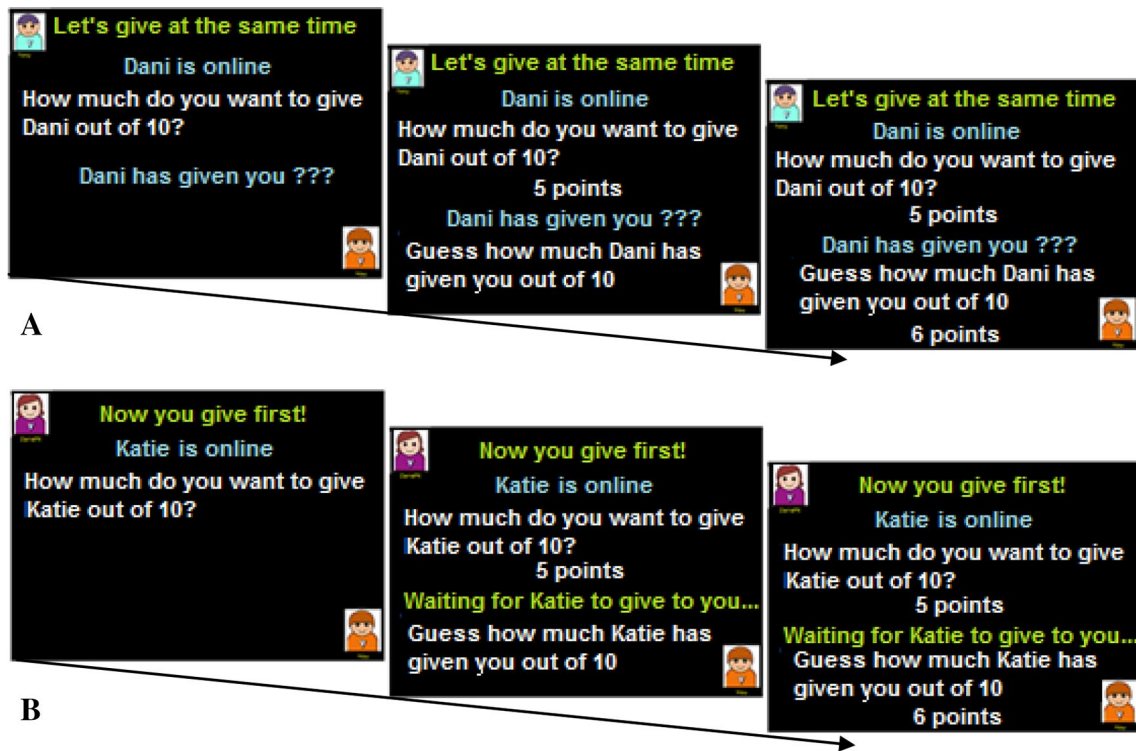 Let's give at the same time
Dani is online
How much do you want to give
Dani out of 10?
Dani has given you ???
Let's give at the same time
Dani is online
How much do you want to give
Dani out of 10?
5 points
Dani has given you ???
Guess how much Dani has
given you out of 10
Let's give at the same time
Dani is online
How much do you want to give
Dani out of 10?
5 points
Dani has given you ???
Guess how much Dani has
given you out of 10
6 points
A
Now you give first!
Katie is online
How much do you want to give
Katie out of 10?
Now you give first!
Katie is online
How much do you want to give
Katie out of 10?
5 points
Waiting for Katie to give to you...
Guess how much Katie has
given you out of 10
Now you give first!
Katie is online
How much do you want to give
Katie out of 10?
5 points
Waiting for Katie to give to you...
Guess how much Katie has
given you out of 10
6 points
B